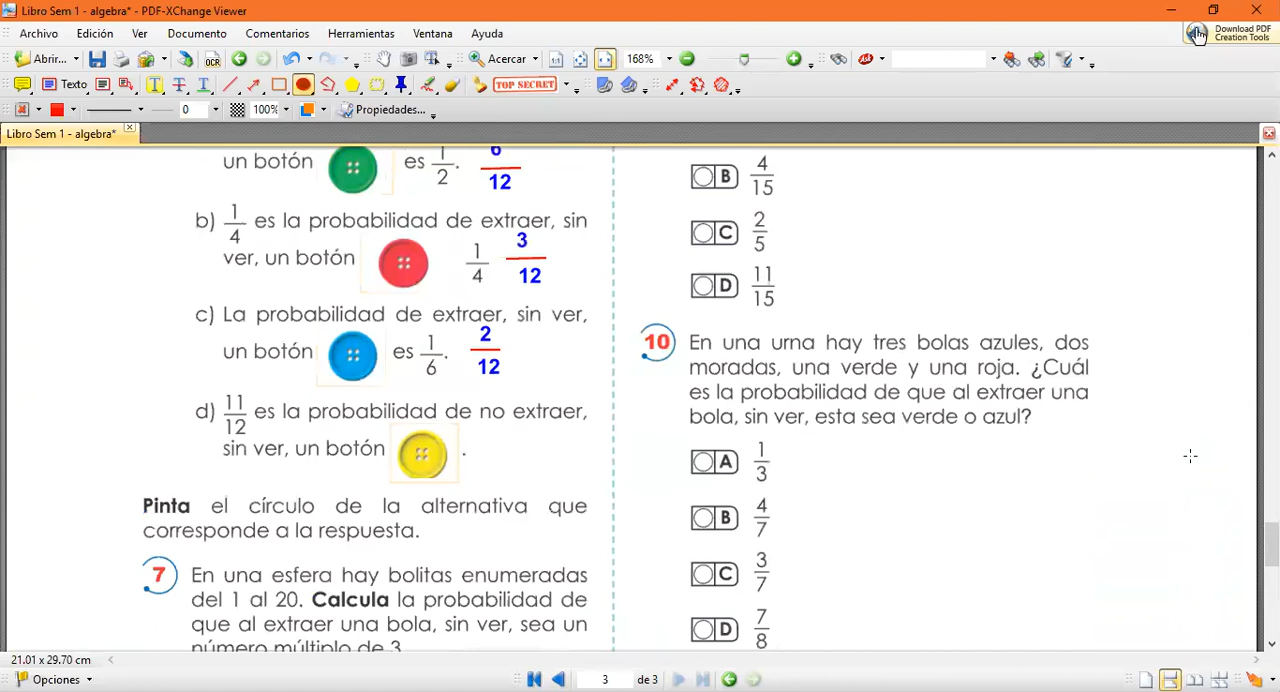 Libro Sem 1 - algebra* - PDF-XChange Viewer
Archivo Edición Ver Documento Comentarios Herramientas Ventana Ayuda
Download PDF Creation Tools
Abrir... OCR Acercar 168%
Texto T T T TOP SECRET
0 100% Propiedades...
Libro Sem 1 - algebra*
un botón es 1/2. 6/12
b) 1/4 es la probabilidad de extraer, sin
ver, un botón 1/4 3/12
c) La probabilidad de extraer, sin ver,
un botón es 1/6. 2/12
d) 11/12 es la probabilidad de no extraer,
sin ver, un botón .
Pinta el círculo de la alternativa que
corresponde a la respuesta.
7 En una esfera hay bolitas enumeradas
del 1 al 20. Calcula la probabilidad de
que al extraer una bola, sin ver, sea un
número múltiplo de 3
B 4/15
C 2/5
D 11/15
10 En una urna hay tres bolas azules, dos
moradas, una verde y una roja. ¿Cuál
es la probabilidad de que al extraer una
bola, sin ver, esta sea verde o azul?
A 1/3
B 4/7
C 3/7
D 7/8
21.01 x 29.70 cm
Opciones 3 de 3